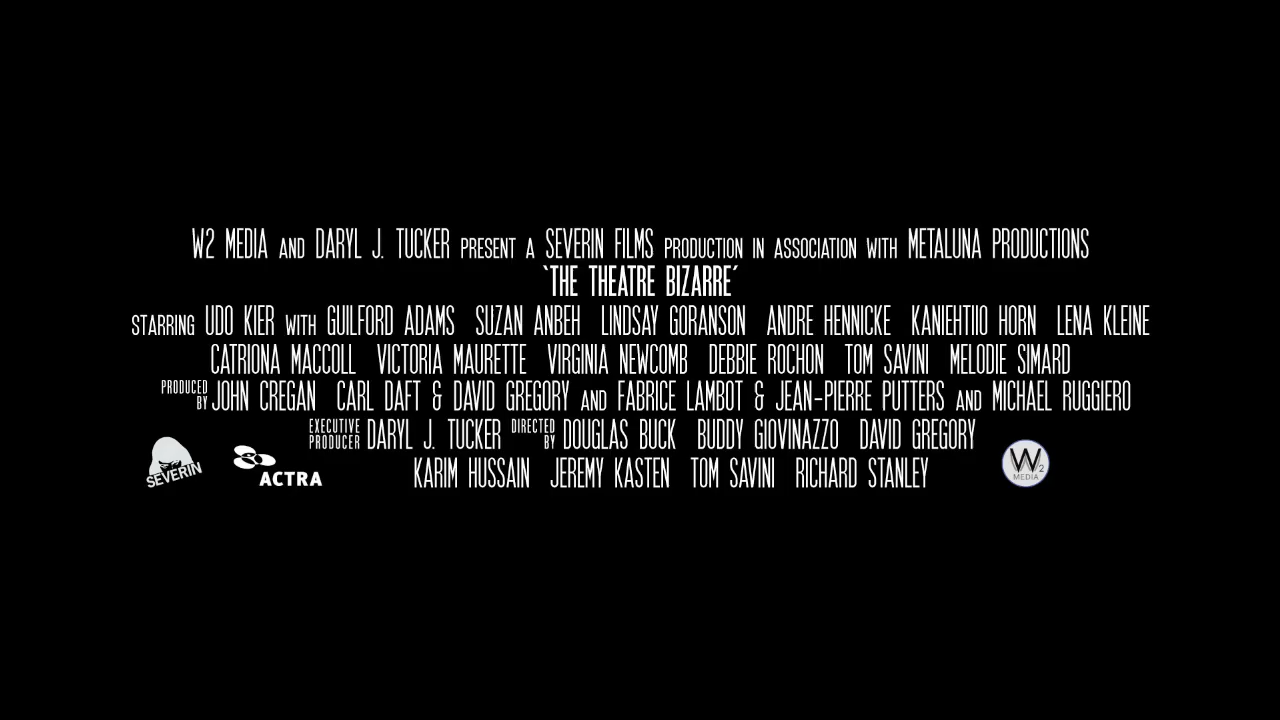 W2 MEDIA AND DARYL J. TUCKER PRESENT A SEVERIN FILMS PRODUCTION IN ASSOCIATION WITH METALUNA PRODUCTIONS
`THE THEATRE BIZARRE´
STARRING UDO KIER WITH GUILFORD ADAMS SUZAN ANBEH LINDSAY GORANSON ANDRE HENNICKE KANIEHTIIO HORN LENA KLEINE
CATRIONA MACCOLL VICTORIA MAURETTE VIRGINIA NEWCOMB DEBBIE ROCHON TOM SAVINI MELODIE SIMARD
PRODUCED BY JOHN CREGAN CARL DAFT & DAVID GREGORY AND FABRICE LAMBOT & JEAN-PIERRE PUTTERS AND MICHAEL RUGGIERO
EXECUTIVE PRODUCER DARYL J. TUCKER DIRECTED BY DOUGLAS BUCK BUDDY GIOVINAZZO DAVID GREGORY
KARIM HUSSAIN JEREMY KASTEN TOM SAVINI RICHARD STANLEY
SEVERIN
ACTRA
W2 MEDIA